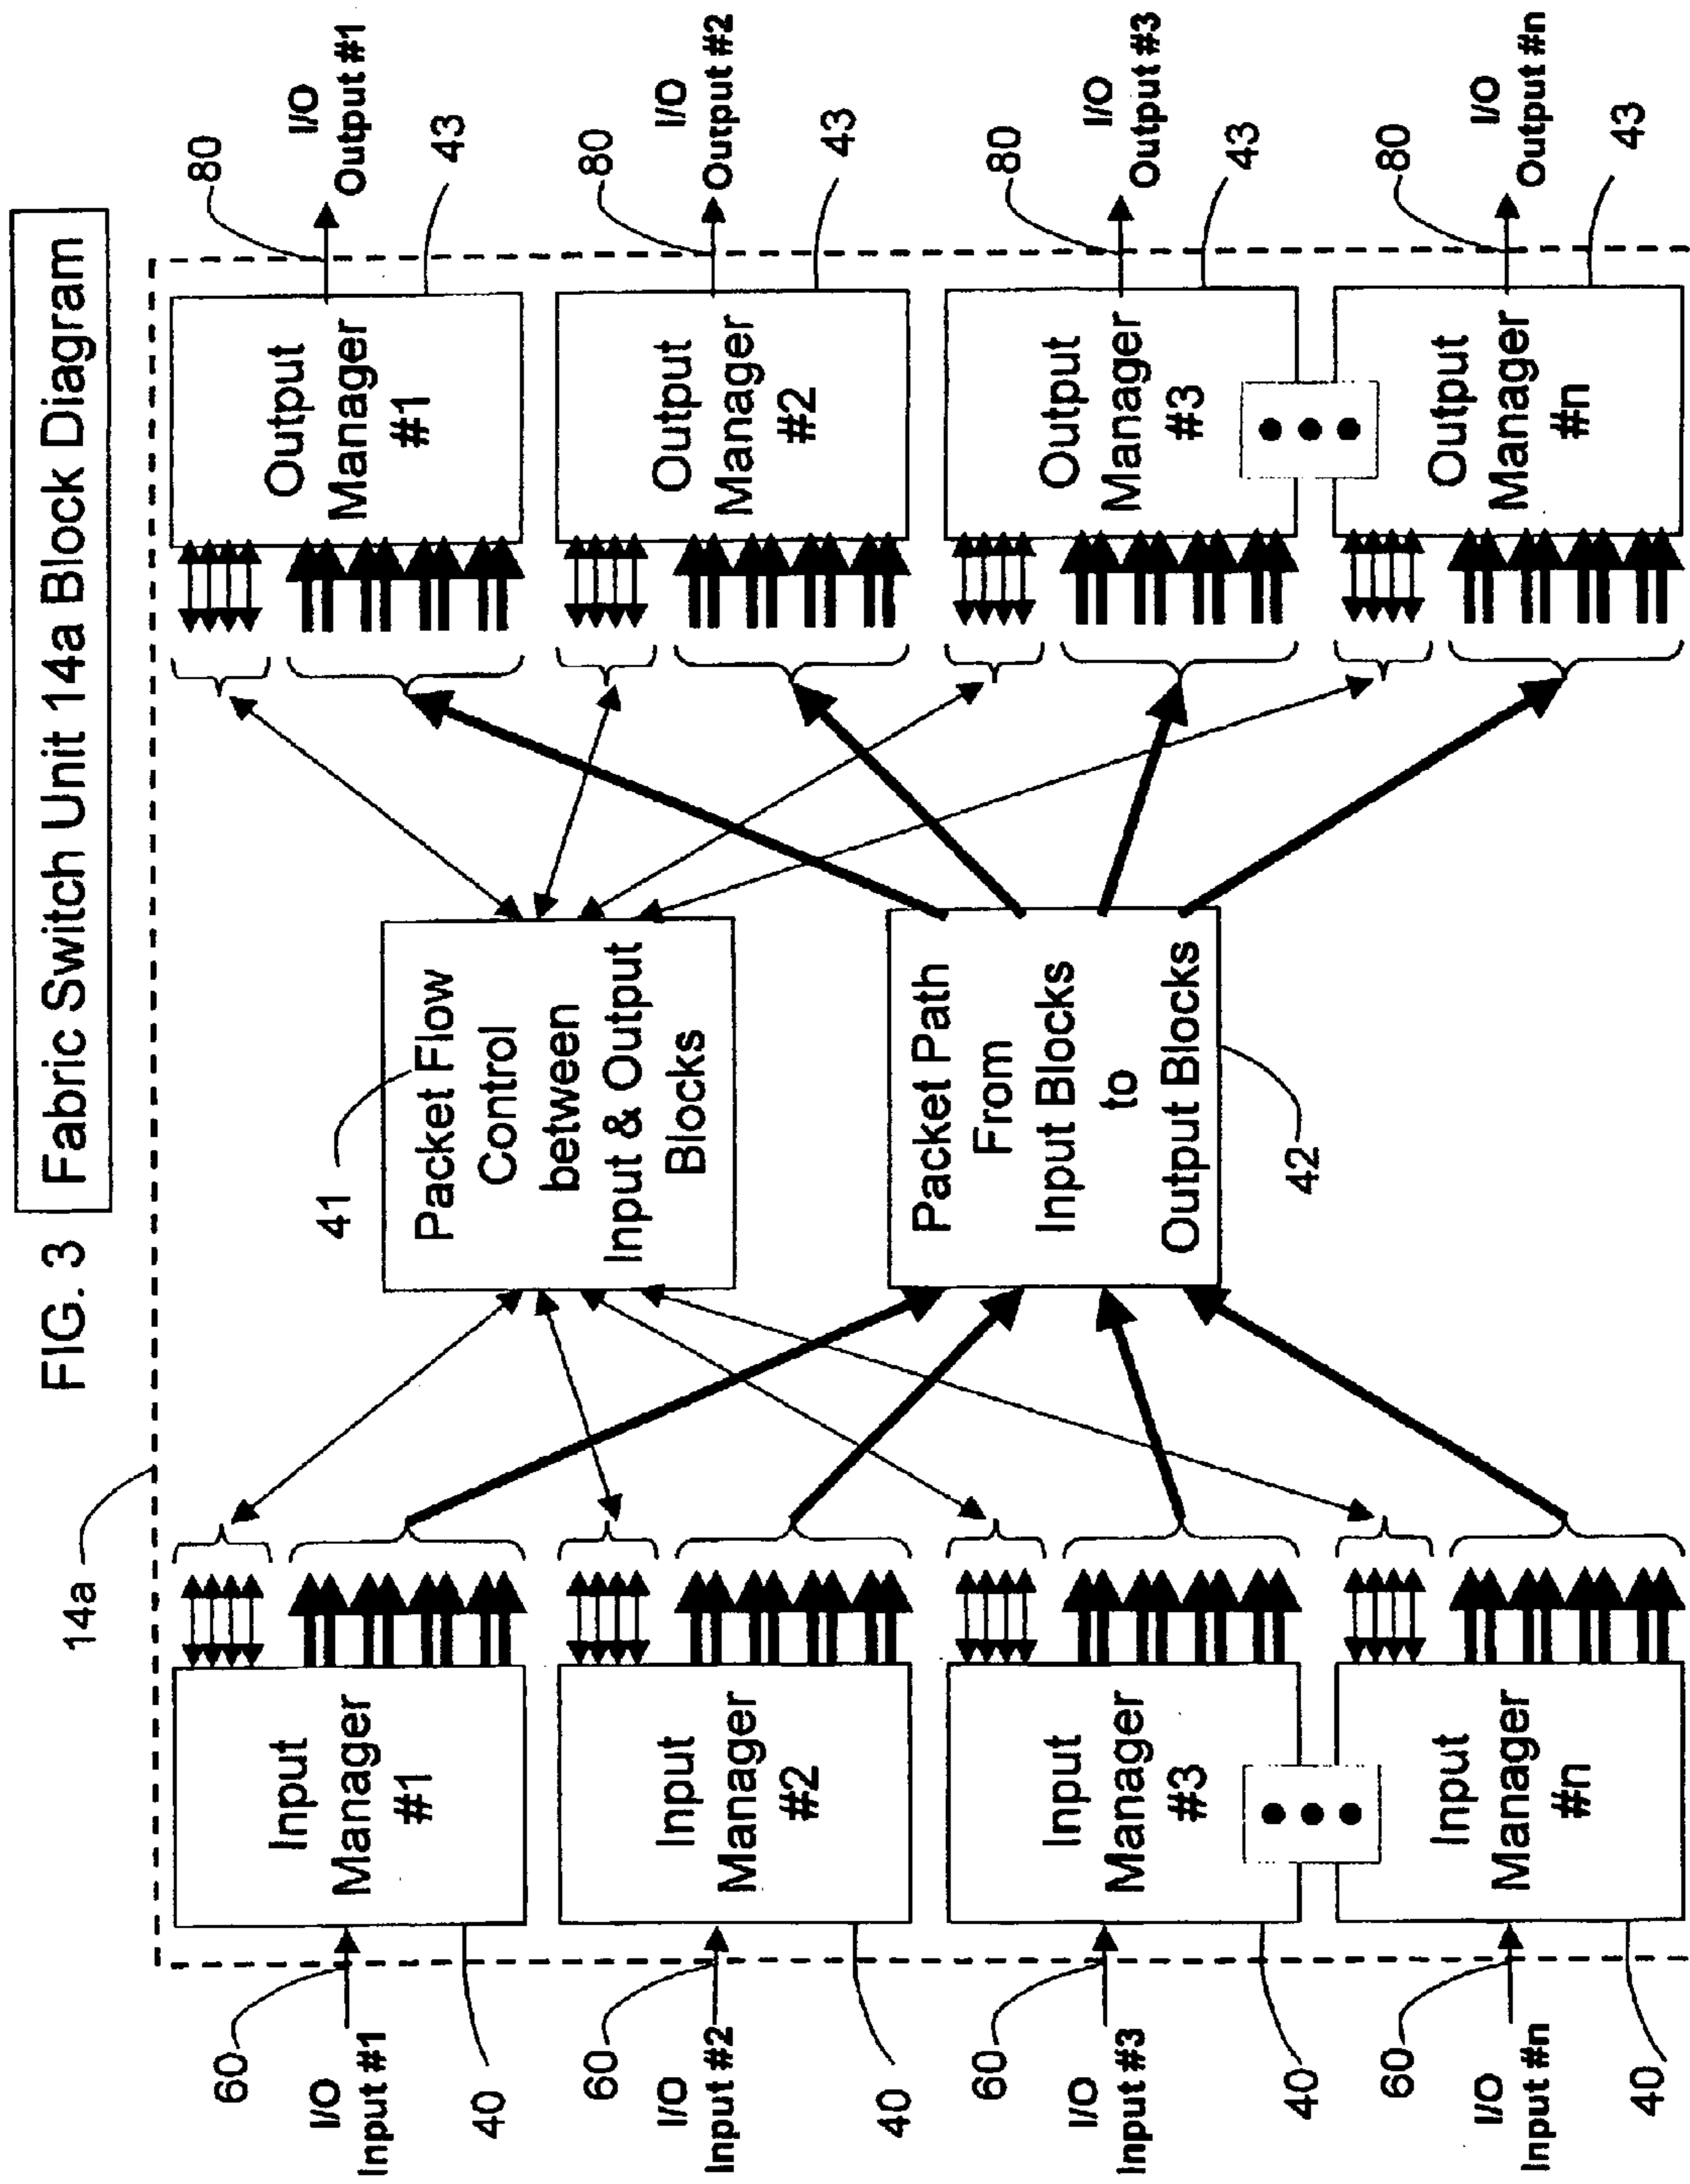 FIG. 3
Fabric Switch Unit 14a Block Diagram
14a
60
I/O
Input #1
40
Input
Manager
#1
60
I/O
Input #2
40
Input
Manager
#2
60
I/O
Input #3
40
Input
Manager
#3
60
I/O
Input #n
40
Input
Manager
#n
41
Packet Flow
Control
between
Input & Output
Blocks
Packet Path
From
Input Blocks
to
Output Blocks
42
Output
Manager
#1
80
I/O
Output #1
43
Output
Manager
#2
80
I/O
Output #2
43
Output
Manager
#3
80
I/O
Output #3
43
Output
Manager
#n
80
I/O
Output #n
43